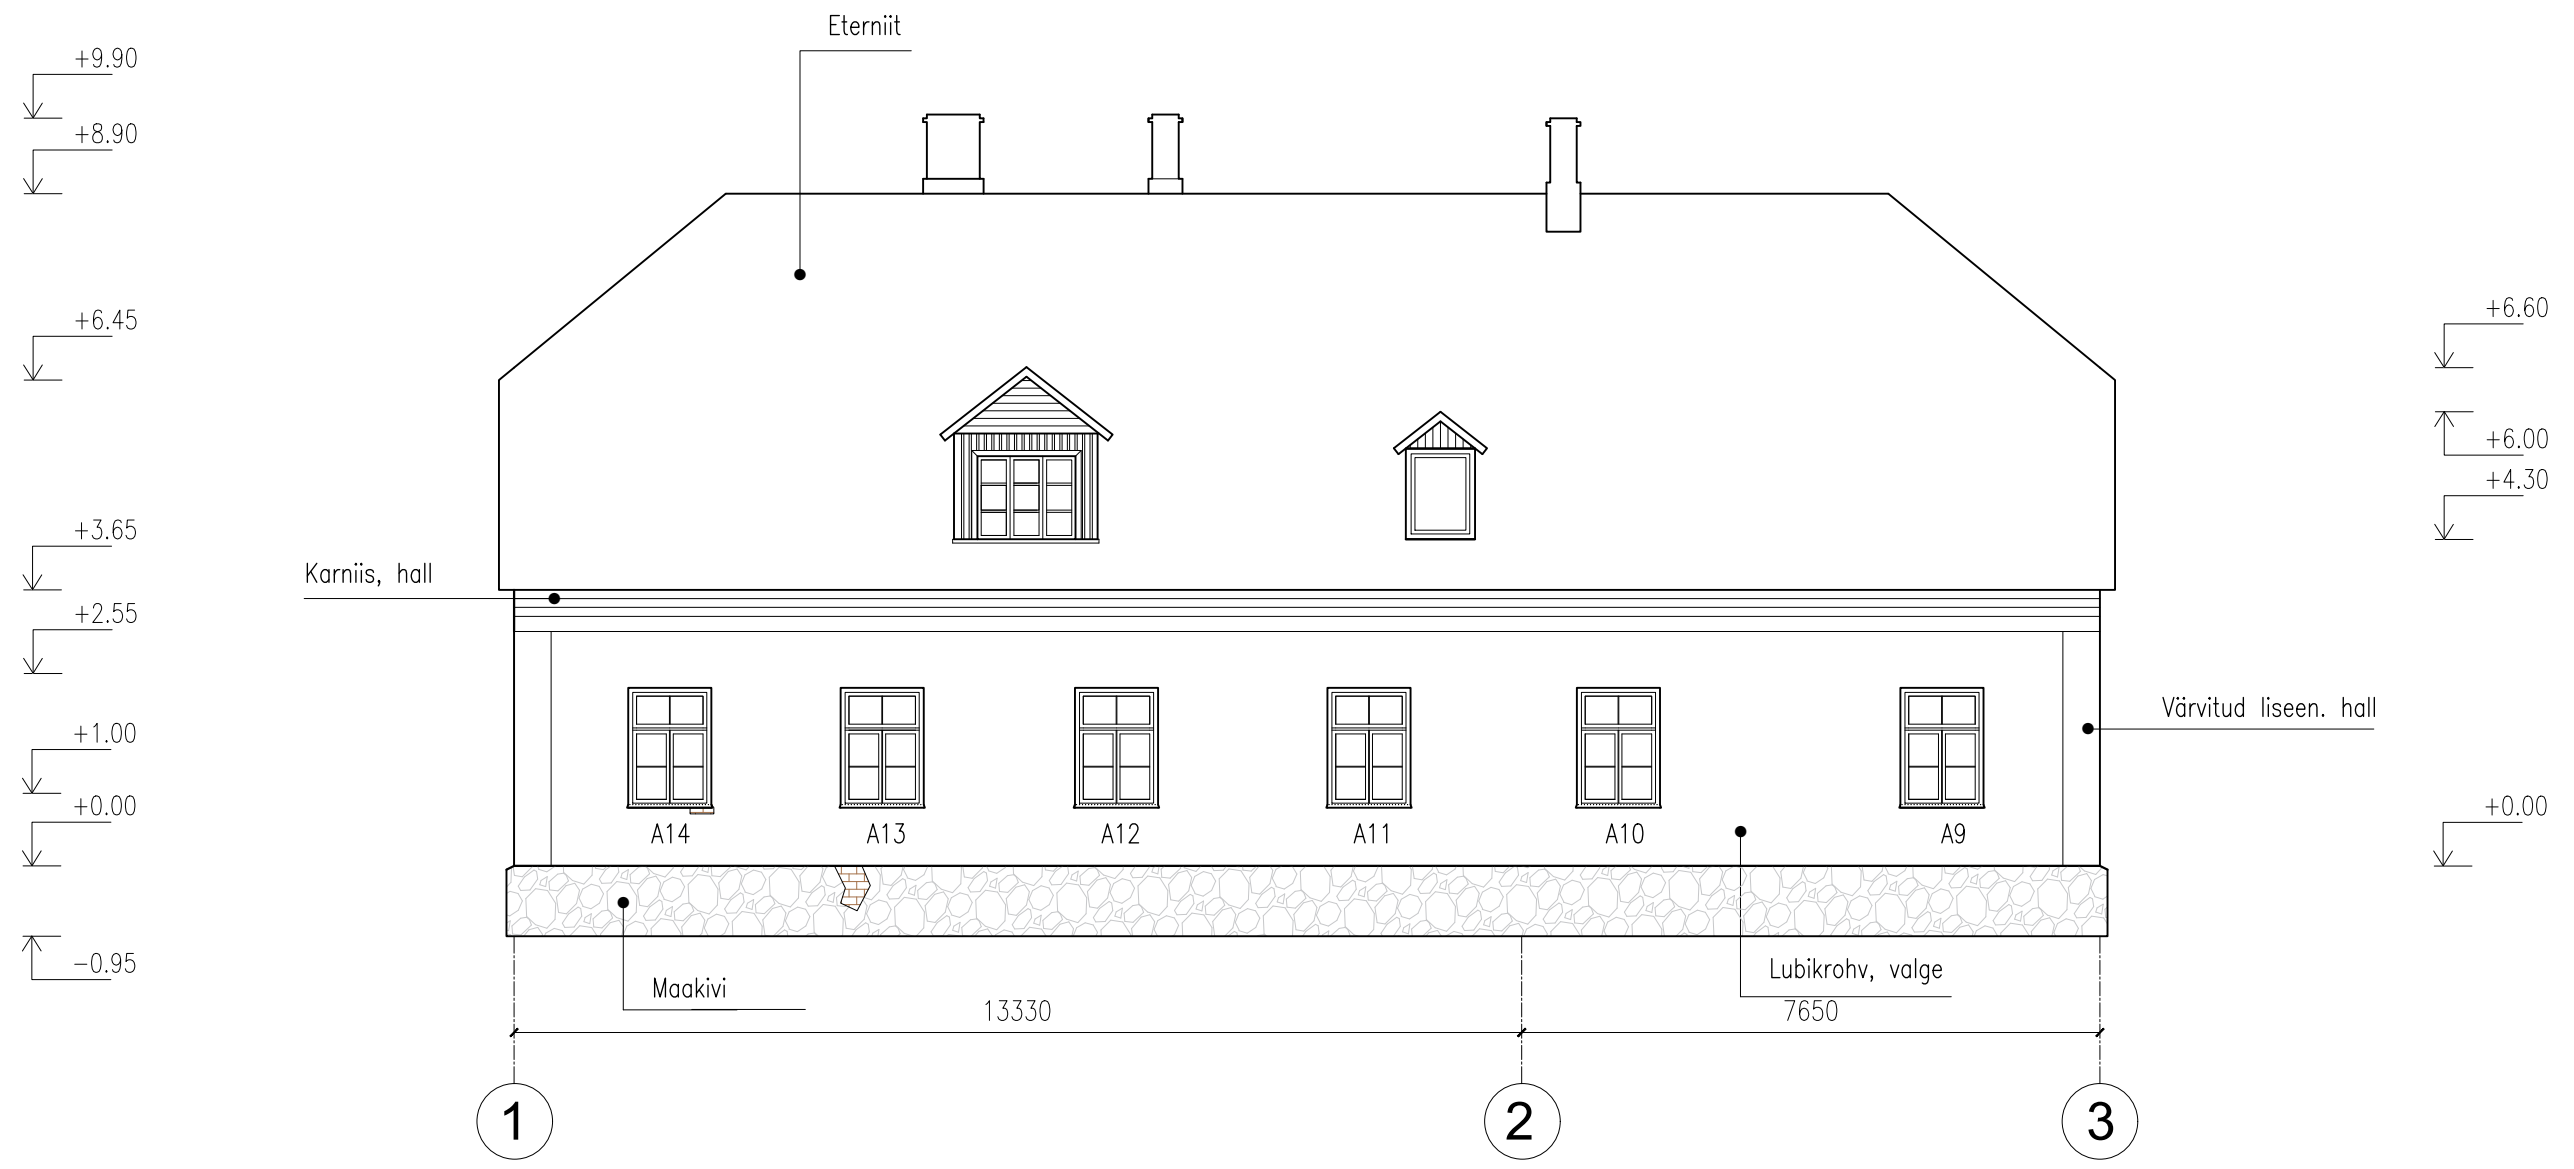 Eterniit
+9.90
+8.90
+6.45
+6.60
+6.00
+4.30
+3.65
Karniis, hall
+2.55
Värvitud liseen. hall
+1.00
+0.00
+0.00
A14
A13
A12
A11
A10
A9
-0.95
Maakivi
Lubikrohv, valge
13330
7650
1
2
3